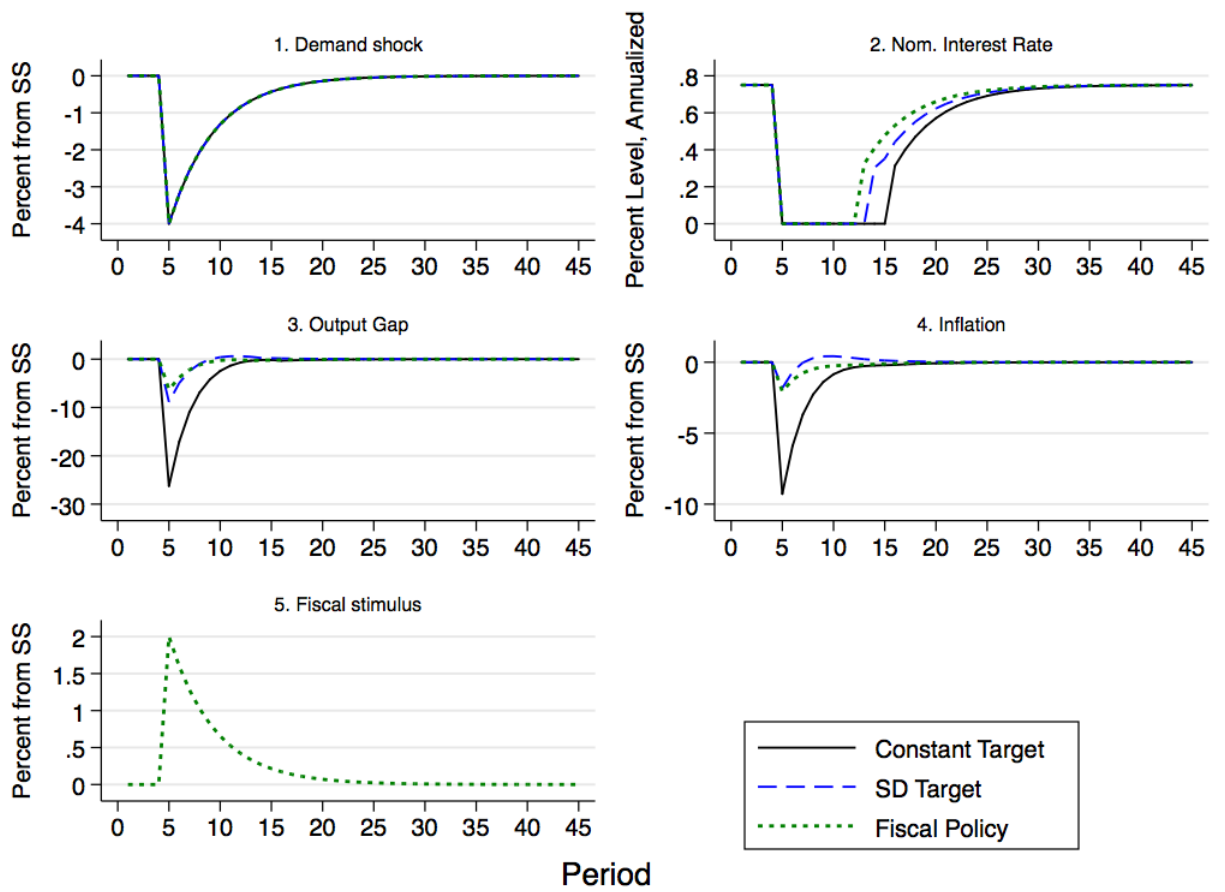 1. Demand shock
Percent from SS
0
-1
-2
-3
-4
0 5 10 15 20 25 30 35 40 45
2. Nom. Interest Rate
Percent Level, Annualized
.8
.6
.4
.2
0
0 5 10 15 20 25 30 35 40 45
3. Output Gap
Percent from SS
0
-10
-20
-30
0 5 10 15 20 25 30 35 40 45
4. Inflation
Percent from SS
0
-5
-10
0 5 10 15 20 25 30 35 40 45
5. Fiscal stimulus
Percent from SS
2
1.5
1
.5
0
0 5 10 15 20 25 30 35 40 45
Constant Target
SD Target
Fiscal Policy
Period